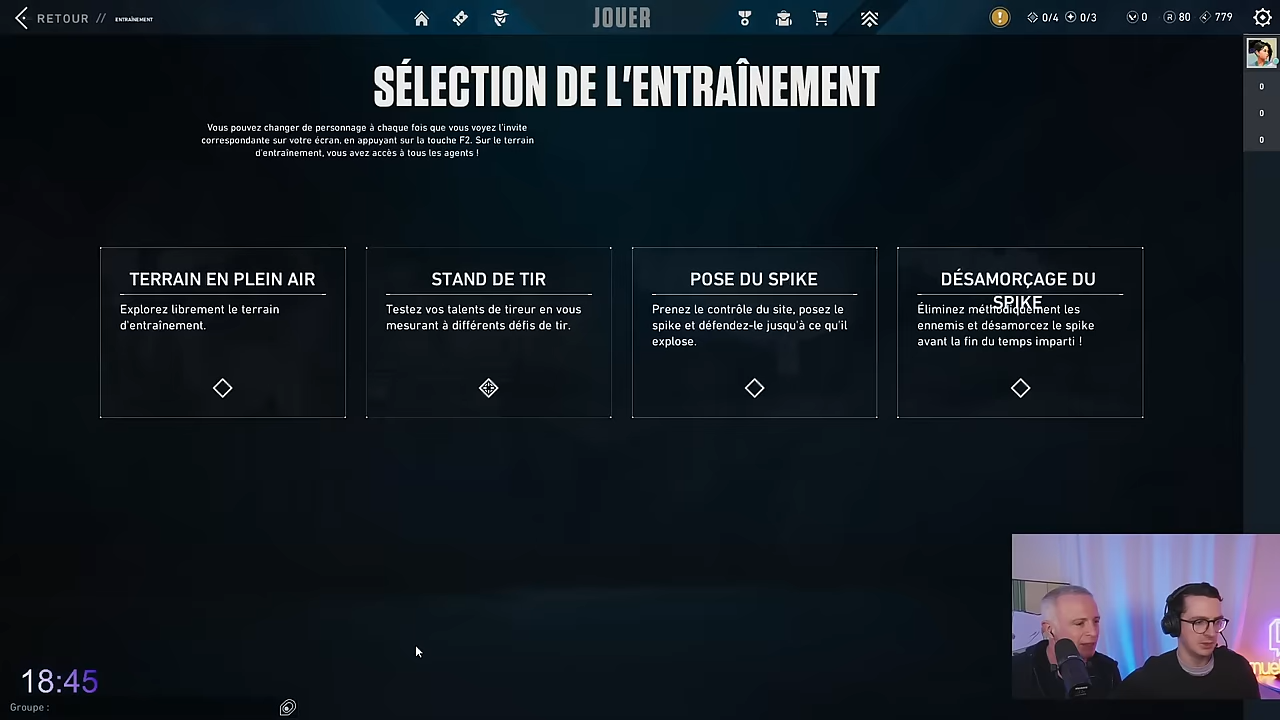 RETOUR // ENTRAÎNEMENT
JOUER
0/4 0/3 0 80 779
SÉLECTION DE L'ENTRAÎNEMENT
Vous pouvez changer de personnage à chaque fois que vous voyez l'invite
correspondante sur votre écran, en appuyant sur la touche F2. Sur le terrain
d'entraînement, vous avez accès à tous les agents !
0
0
0
TERRAIN EN PLEIN AIR
Explorez librement le terrain
d'entraînement.
STAND DE TIR
Testez vos talents de tireur en vous
mesurant à différents défis de tir.
POSE DU SPIKE
Prenez le contrôle du site, posez le
spike et défendez-le jusqu'à ce qu'il
explose.
DÉSAMORÇAGE DU
SPIKE
Éliminez méthodiquement les
ennemis et désamorcez le spike
avant la fin du temps imparti !
18:45
Groupe :